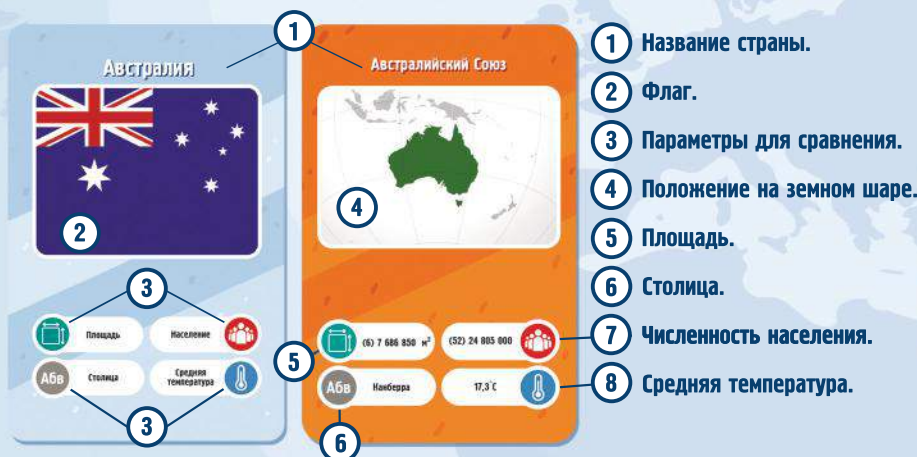 1
Австралия
2
3
Площадь
Население
Абв
Столица
Средняя
температура
3
Австралийский Союз
4
5
(6) 7 686 850 м²
(52) 24 805 000
Абв
Канберра
17,3°C
6
1 Название страны.
2 Флаг.
3 Параметры для сравнения.
4 Положение на земном шаре.
5 Площадь.
6 Столица.
7 Численность населения.
8 Средняя температура.